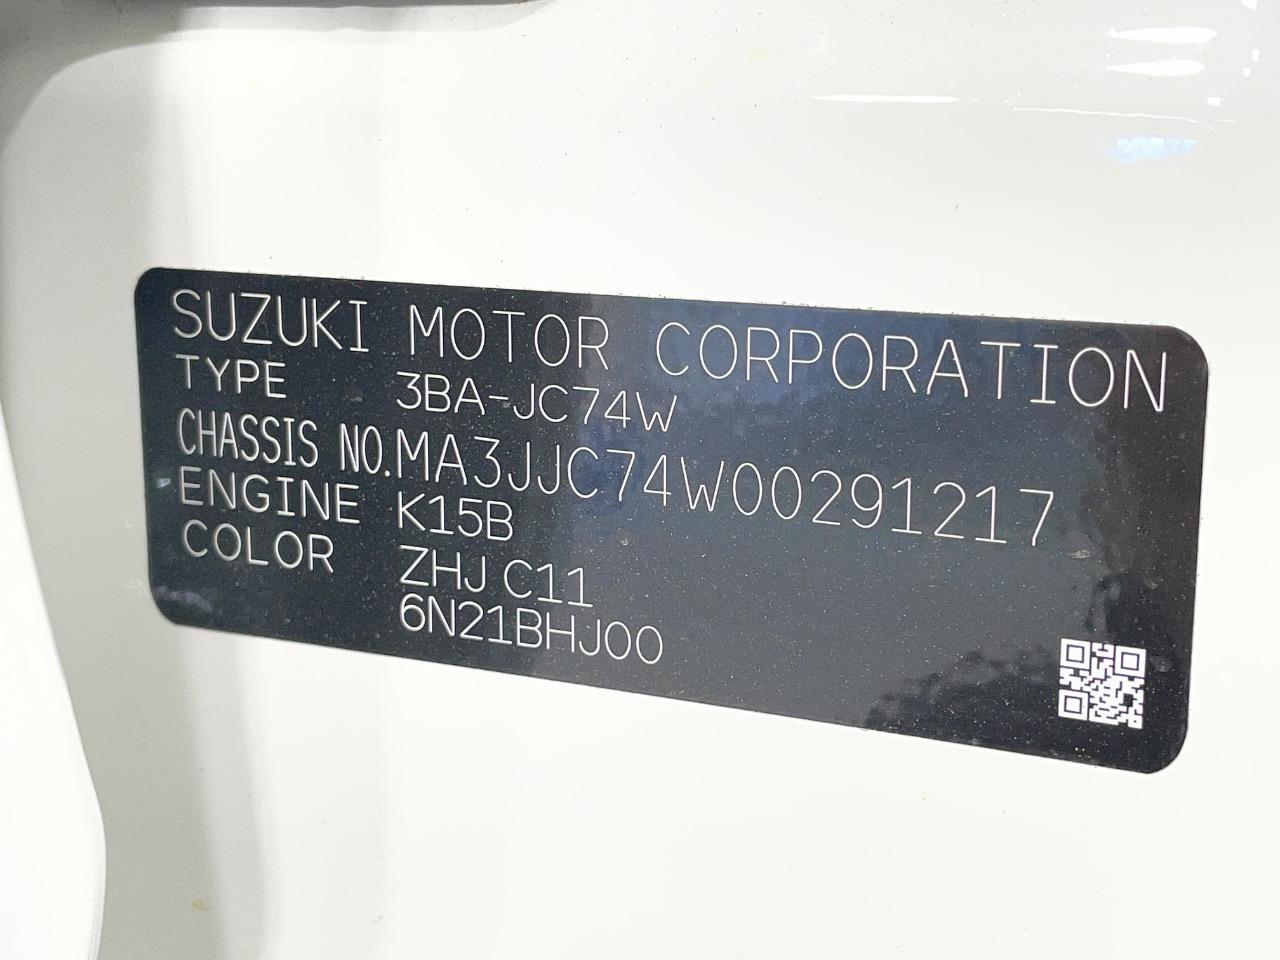 SUZUKI MOTOR CORPORATION
TYPE 3BA-JC74W
CHASSIS NO. MA3JJC74W00291217
ENGINE K15B
COLOR ZHJ C11
6N21BHJ00